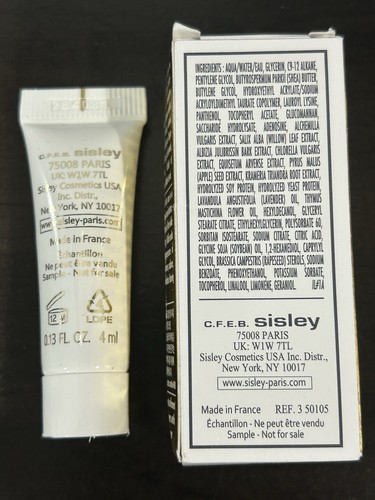 C.F.E.B. sisley
75008 PARIS
UK: W1W 7TL
Sisley Cosmetics USA
Inc. Distr.,
New York, NY 10017
www.sisley-paris.com
Made in France
Échantillon
Ne peut être vendu
Sample - Not for sale
12 M
LDPE
0.13 FL. OZ. 4 ml
INGREDIENTS : AQUA/WATER/EAU, GLYCERIN, C9-12 ALKANE,
PENTYLENE GLYCOL, BUTYROSPERMUM PARKII (SHEA) BUTTER,
BUTYLENE GLYCOL, HYDROXYETHYL ACRYLATE/SODIUM
ACRYLOYLDIMETHYL TAURATE COPOLYMER, LAUROYL LYSINE,
PANTHENOL, TOCOPHERYL ACETATE, GLUCOMANNAN,
SACCHARIDE HYDROLYSATE, ADENOSINE, ALCHEMILLA
VULGARIS EXTRACT, SALIX ALBA (WILLOW) LEAF EXTRACT,
ALBIZIA JULIBRISSIN BARK EXTRACT, CHLORELLA VULGARIS
EXTRACT, EQUISETUM ARVENSE EXTRACT, PYRUS MALUS
(APPLE) SEED EXTRACT, KRAMERIA TRIANDRA ROOT EXTRACT,
HYDROLYZED SOY PROTEIN, HYDROLYZED YEAST PROTEIN,
LAVANDULA ANGUSTIFOLIA (LAVENDER) OIL, THYMUS
MASTICHINA FLOWER OIL, HEXYLDECANOL, GLYCERYL
STEARATE CITRATE, ETHYLHEXYLGLYCERIN, POLYSORBATE 60,
SORBITAN ISOSTEARATE, SODIUM CITRATE, CITRIC ACID,
GLYCINE SOJA (SOYBEAN) OIL, 1,2-HEXANEDIOL, CAPRYLYL
GLYCOL, BRASSICA CAMPESTRIS (RAPESEED) STEROLS, SODIUM
BENZOATE, PHENOXYETHANOL, POTASSIUM SORBATE,
TOCOPHEROL, LINALOOL, LIMONENE, GERANIOL. IL#1A
C.F.E.B. sisley
75008 PARIS
UK: W1W 7TL
Sisley Cosmetics USA Inc. Distr.,
New York, NY 10017
www.sisley-paris.com
Made in France REF. 3 50105
Échantillon - Ne peut être vendu
Sample - Not for sale